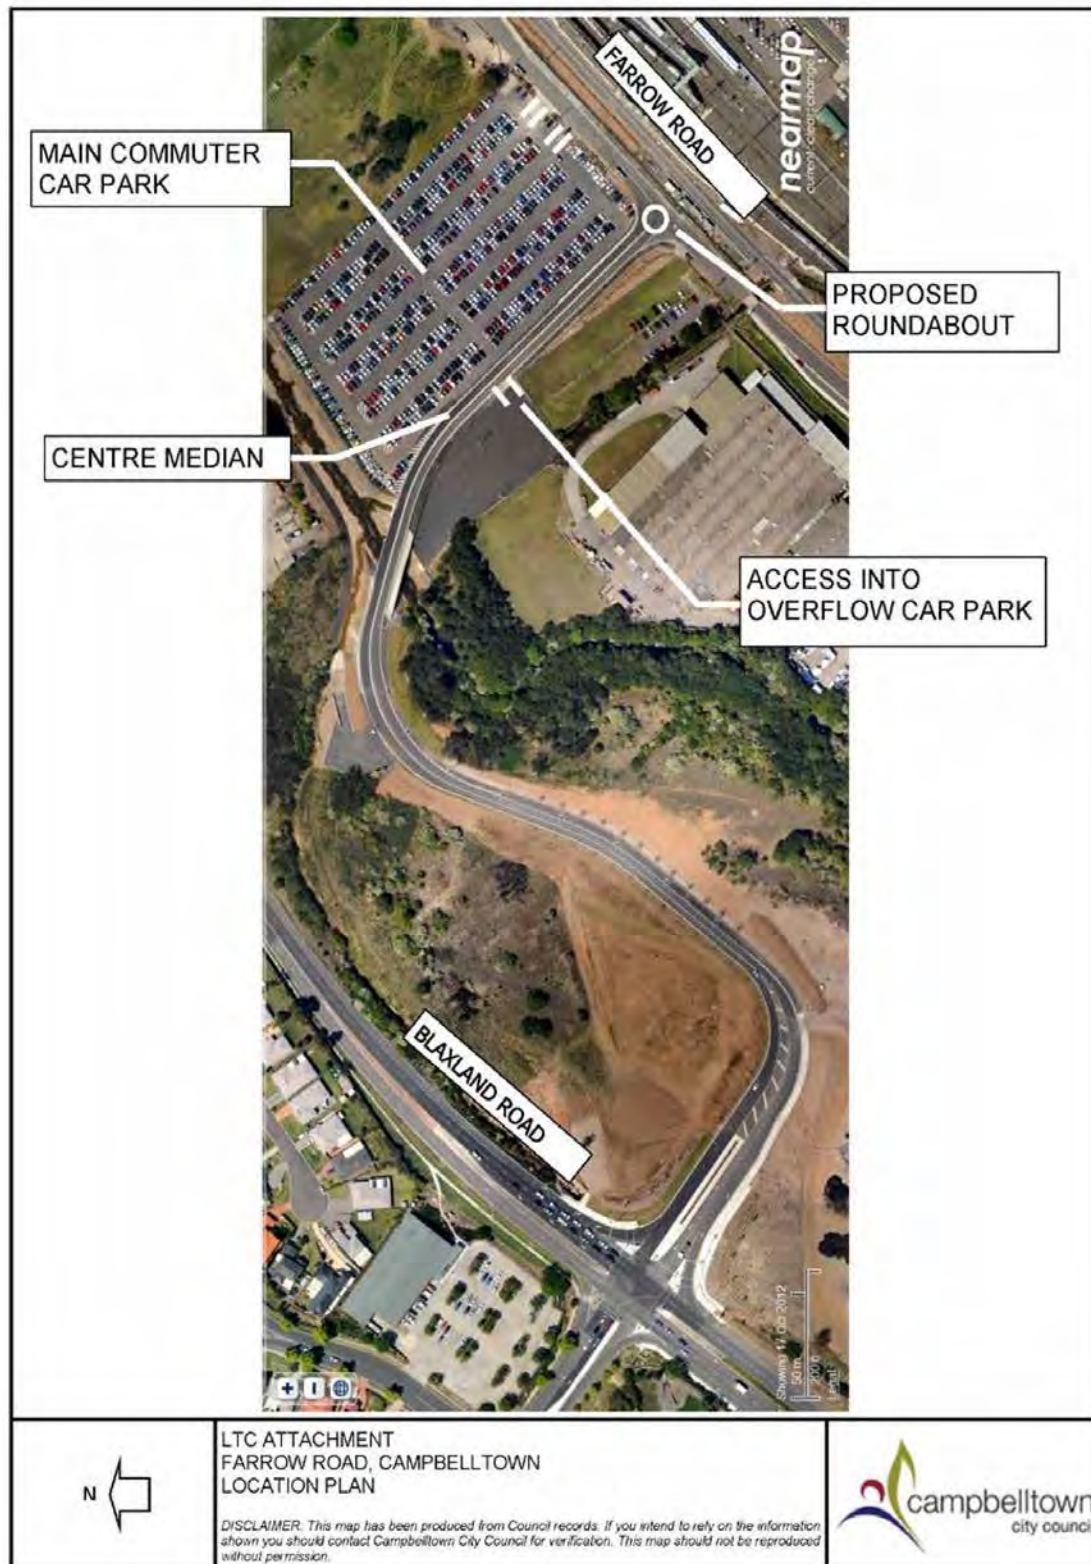 FARROW ROAD
nearmap
MAIN COMMUTER
CAR PARK
PROPOSED
ROUNDABOUT
CENTRE MEDIAN
ACCESS INTO
OVERFLOW CAR PARK
BLAXLAND ROAD
50 m
N
LTC ATTACHMENT
FARROW ROAD, CAMPBELLTOWN
LOCATION PLAN
DISCLAIMER: This map has been produced from Council records. If you intend to rely on the information
shown you should contact Campbelltown City Council for verification. This map should not be reproduced
without permission.
campbelltown
city council